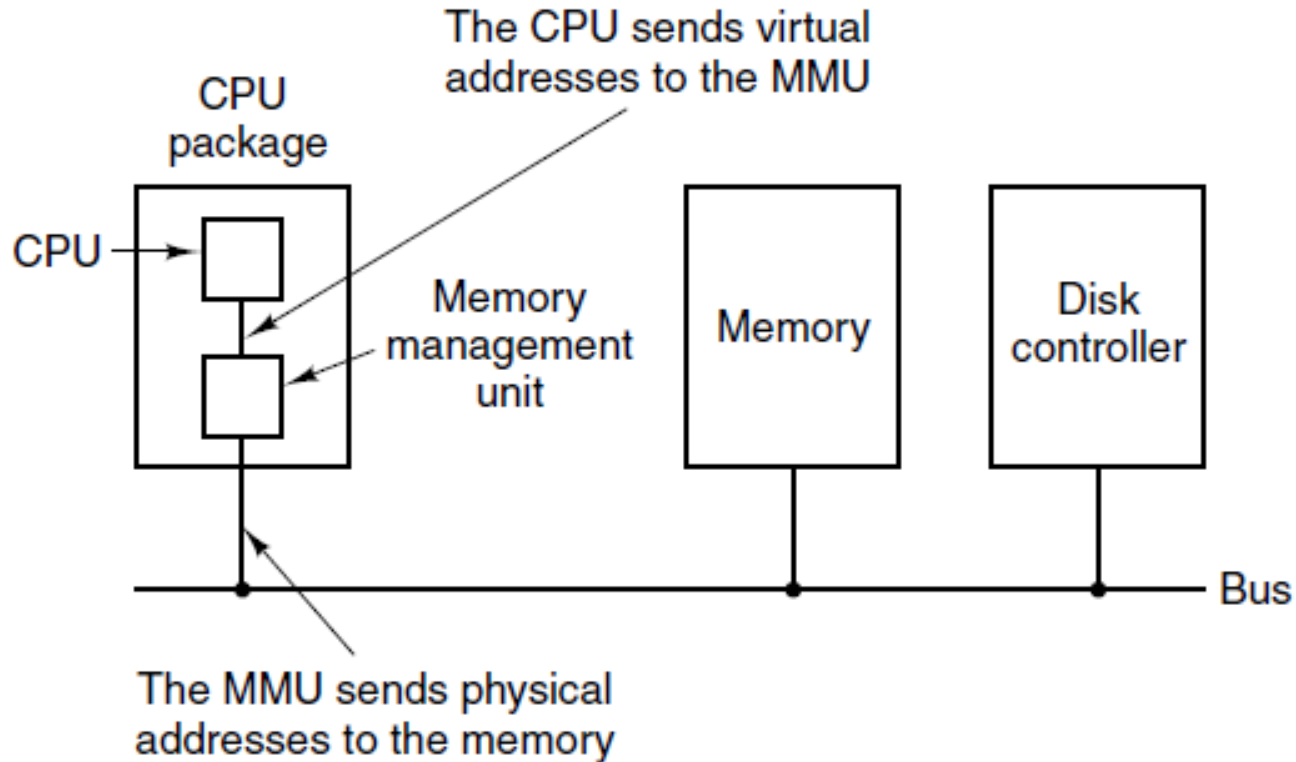 The CPU sends virtual
addresses to the MMU
CPU
package
CPU
Memory
management
unit
Memory
Disk
controller
Bus
The MMU sends physical
addresses to the memory